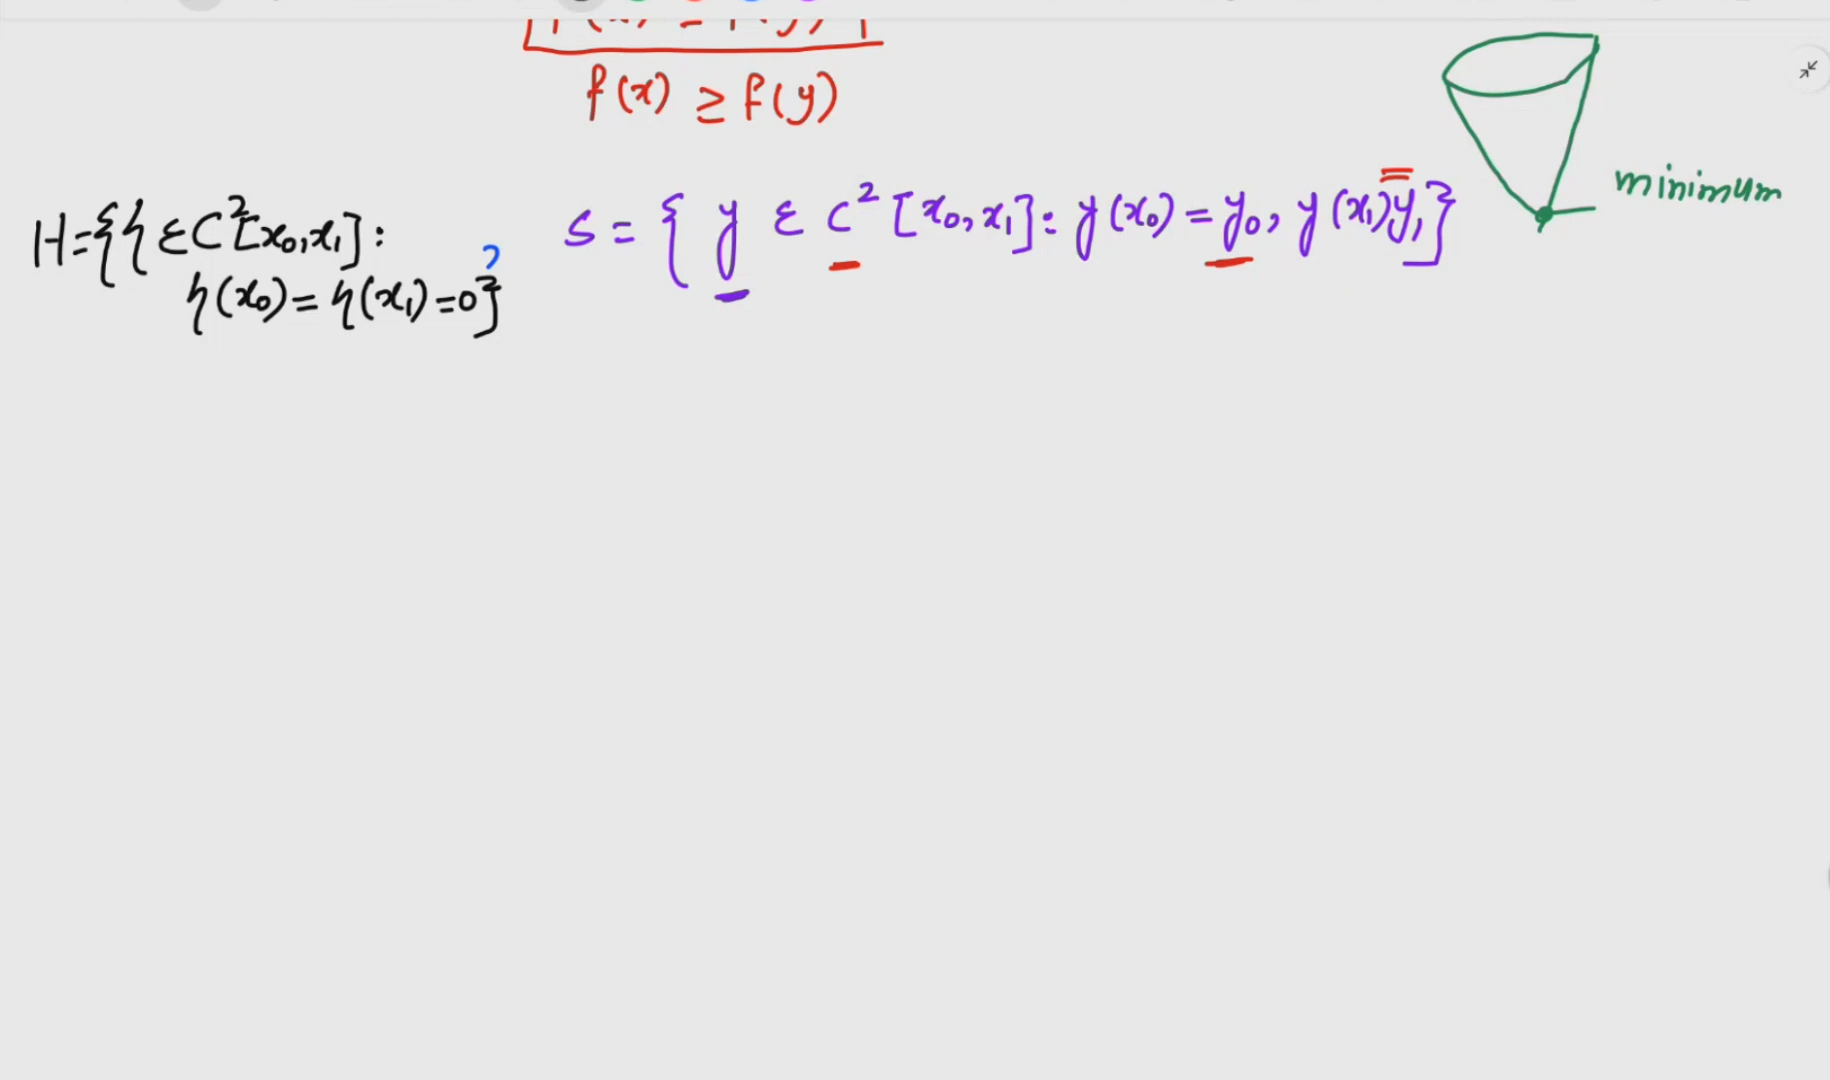 f(x) ≥ f(y)
minimum
H={η ε C²[x₀,x₁]:
η(x₀) = η(x₁) =0}
S = { y ε C² [x₀,x₁]: y(x₀) = y₀, y(x₁)=y₁}